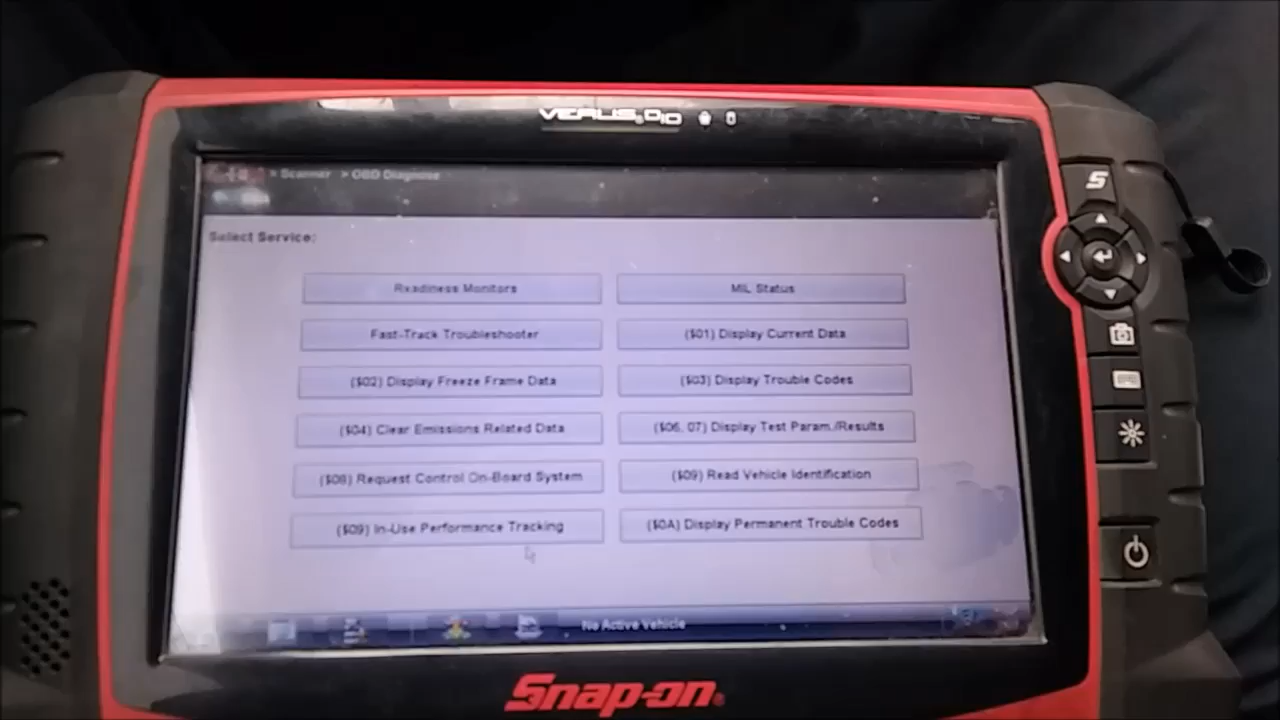 VERUS® D10
> Scanner > OBD Diagnose
Select Service:
Readiness Monitors
MIL Status
Fast-Track Troubleshooter
($01) Display Current Data
($02) Display Freeze Frame Data
($03) Display Trouble Codes
($04) Clear Emissions Related Data
($06, 07) Display Test Param./Results
($08) Request Control On-Board System
($09) Read Vehicle Identification
($09) In-Use Performance Tracking
($0A) Display Permanent Trouble Codes
No Active Vehicle
Snap-on®
S